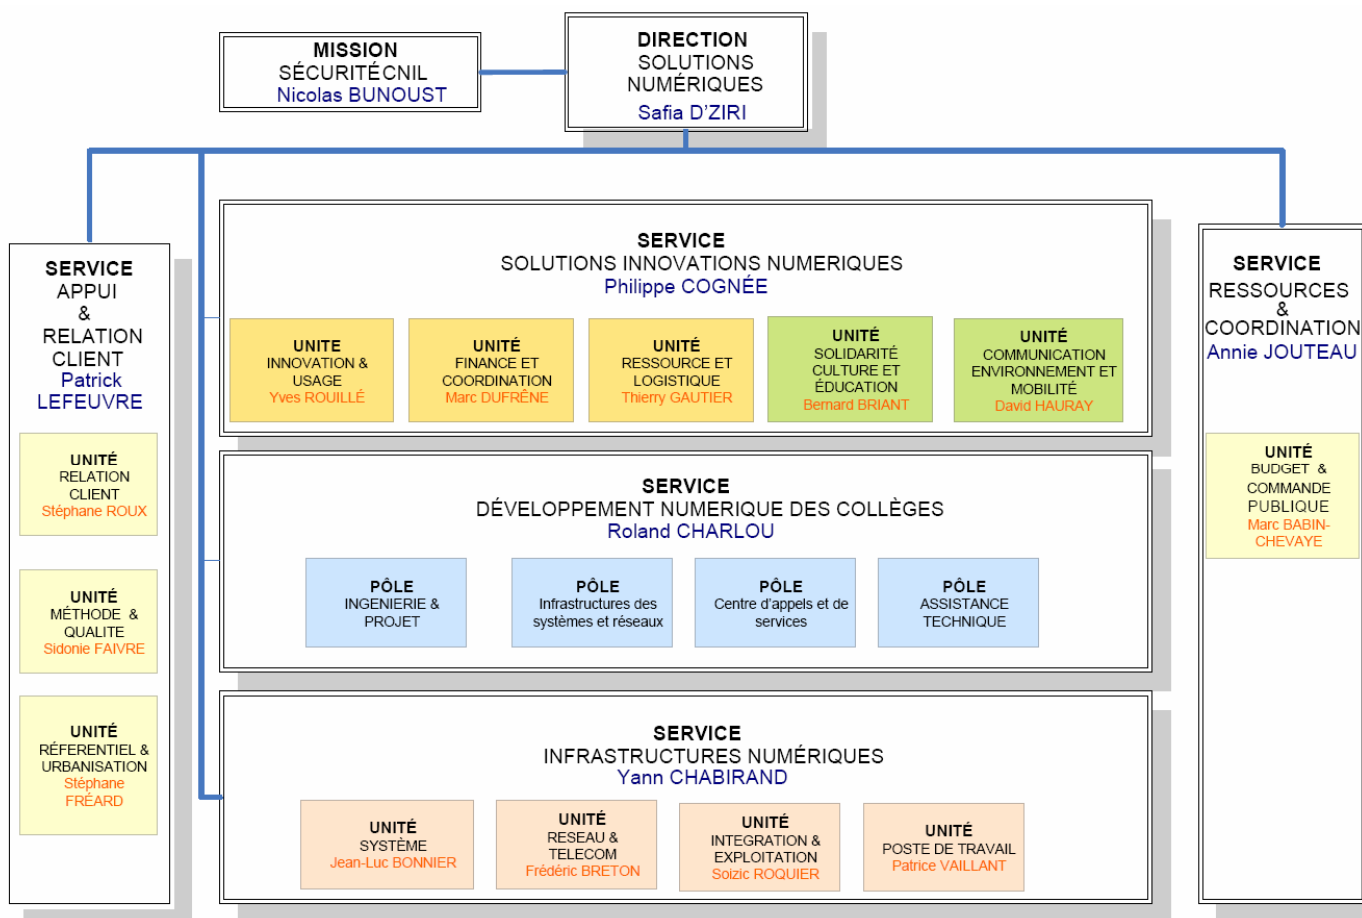 MISSION
SÉCURITÉ CNIL
Nicolas BUNOUST
DIRECTION
SOLUTIONS
NUMÉRIQUES
Safia D'ZIRI
SERVICE
APPUI
&
RELATION
CLIENT
Patrick
LEFEUVRE
UNITÉ
RELATION
CLIENT
Stéphane ROUX
UNITÉ
MÉTHODE &
QUALITE
Sidonie FAIVRE
UNITÉ
RÉFERENTIEL &
URBANISATION
Stéphane
FRÉARD
SERVICE
SOLUTIONS INNOVATIONS NUMERIQUES
Philippe COGNÉE
UNITÉ
INNOVATION &
USAGE
Yves ROUILLÉ
UNITÉ
FINANCE ET
COORDINATION
Marc DUFRÊNE
UNITÉ
RESSOURCE ET
LOGISTIQUE
Thierry GAUTIER
UNITÉ
SOLIDARITÉ
CULTURE ET
ÉDUCATION
Bernard BRIANT
UNITÉ
COMMUNICATION
ENVIRONNEMENT ET
MOBILITÉ
David HAURAY
SERVICE
DÉVELOPPEMENT NUMERIQUE DES COLLÈGES
Roland CHARLOU
PÔLE
INGENIERIE &
PROJET
PÔLE
Infrastructures des
systèmes et réseaux
PÔLE
Centre d'appels et de
services
PÔLE
ASSISTANCE
TECHNIQUE
SERVICE
INFRASTRUCTURES NUMÉRIQUES
Yann CHABIRAND
UNITÉ
SYSTÈME
Jean-Luc BONNIER
UNITÉ
RESEAU &
TELECOM
Frédéric BRETON
UNITÉ
INTEGRATION &
EXPLOITATION
Soizic ROQUIER
UNITÉ
POSTE DE TRAVAIL
Patrice VAILLANT
SERVICE
RESSOURCES
&
COORDINATION
Annie JOUTEAU
UNITÉ
BUDGET &
COMMANDE
PUBLIQUE
Marc BABIN-
CHEVAYE